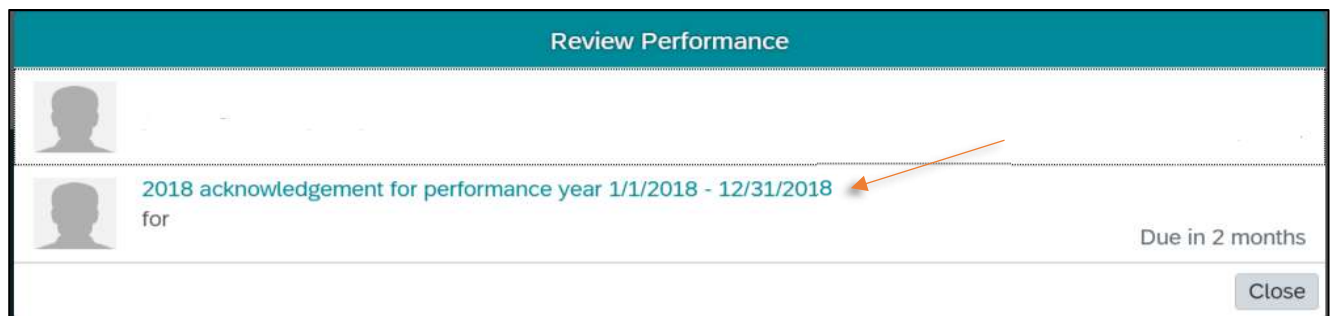 Review Performance
2018 acknowledgement for performance year 1/1/2018 - 12/31/2018
for
Due in 2 months
Close